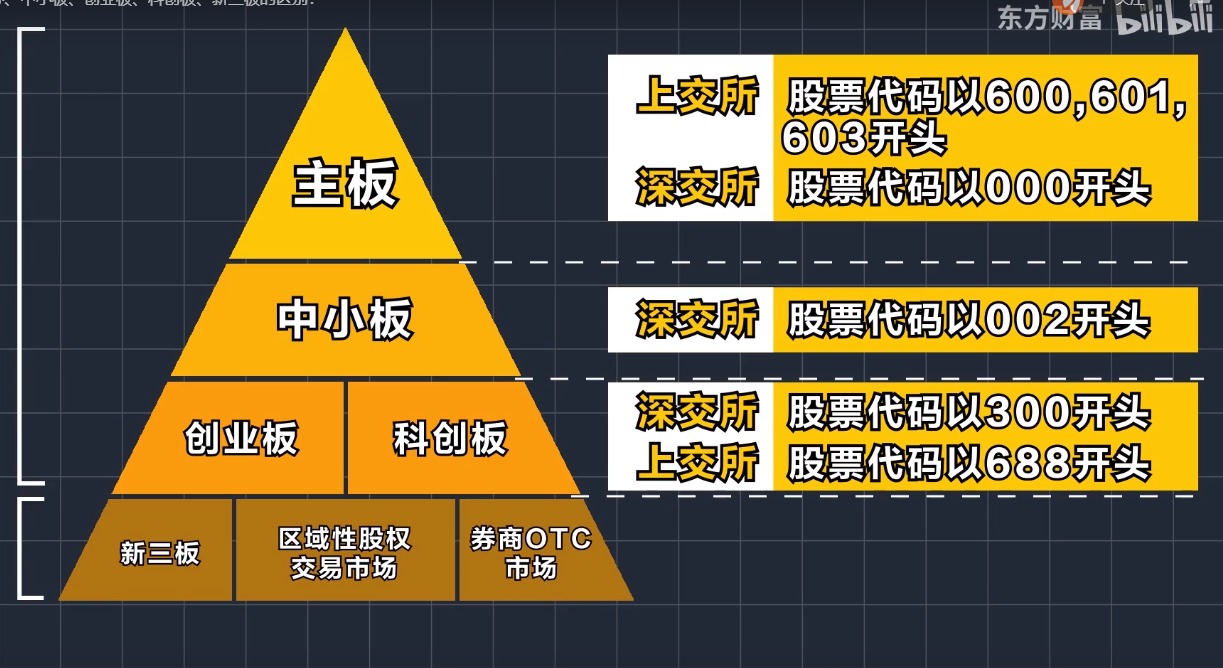 、中小板、创业板、科创板、新三板的区别！
东方财富 bilibili
上交所 股票代码以600,601,
603开头
深交所 股票代码以000开头
主板
中小板
深交所 股票代码以002开头
创业板 科创板
深交所 股票代码以300开头
上交所 股票代码以688开头
新三板
区域性股权
交易市场
券商OTC
市场